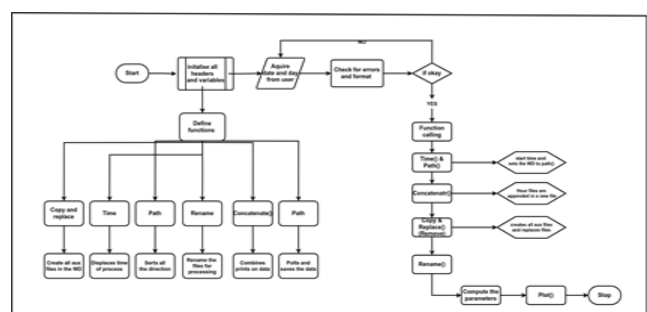 NO
Start
Initalise all
headers
and variables
Aquire
date and day
from user
Check for errors
and format
if okay
YES
Define
functions
Function
calling
Time() &
Path()
start time and
sets the WD to path()
Concatenatr()
Hour files are
appended in a new file
Copy and
replace
Time
Path
Rename
Concatenate()
Path
Copy &
Replace()
(Remove)
creates all aux files
and replaces files
Create all aux
files in the WD
Displaces time
of process
Sorts all
the direction
Rename the
files for
processing
Combines
prints on data
Polts and
saves the data
Rename()
Compute the
parameters
Plot()
Stop